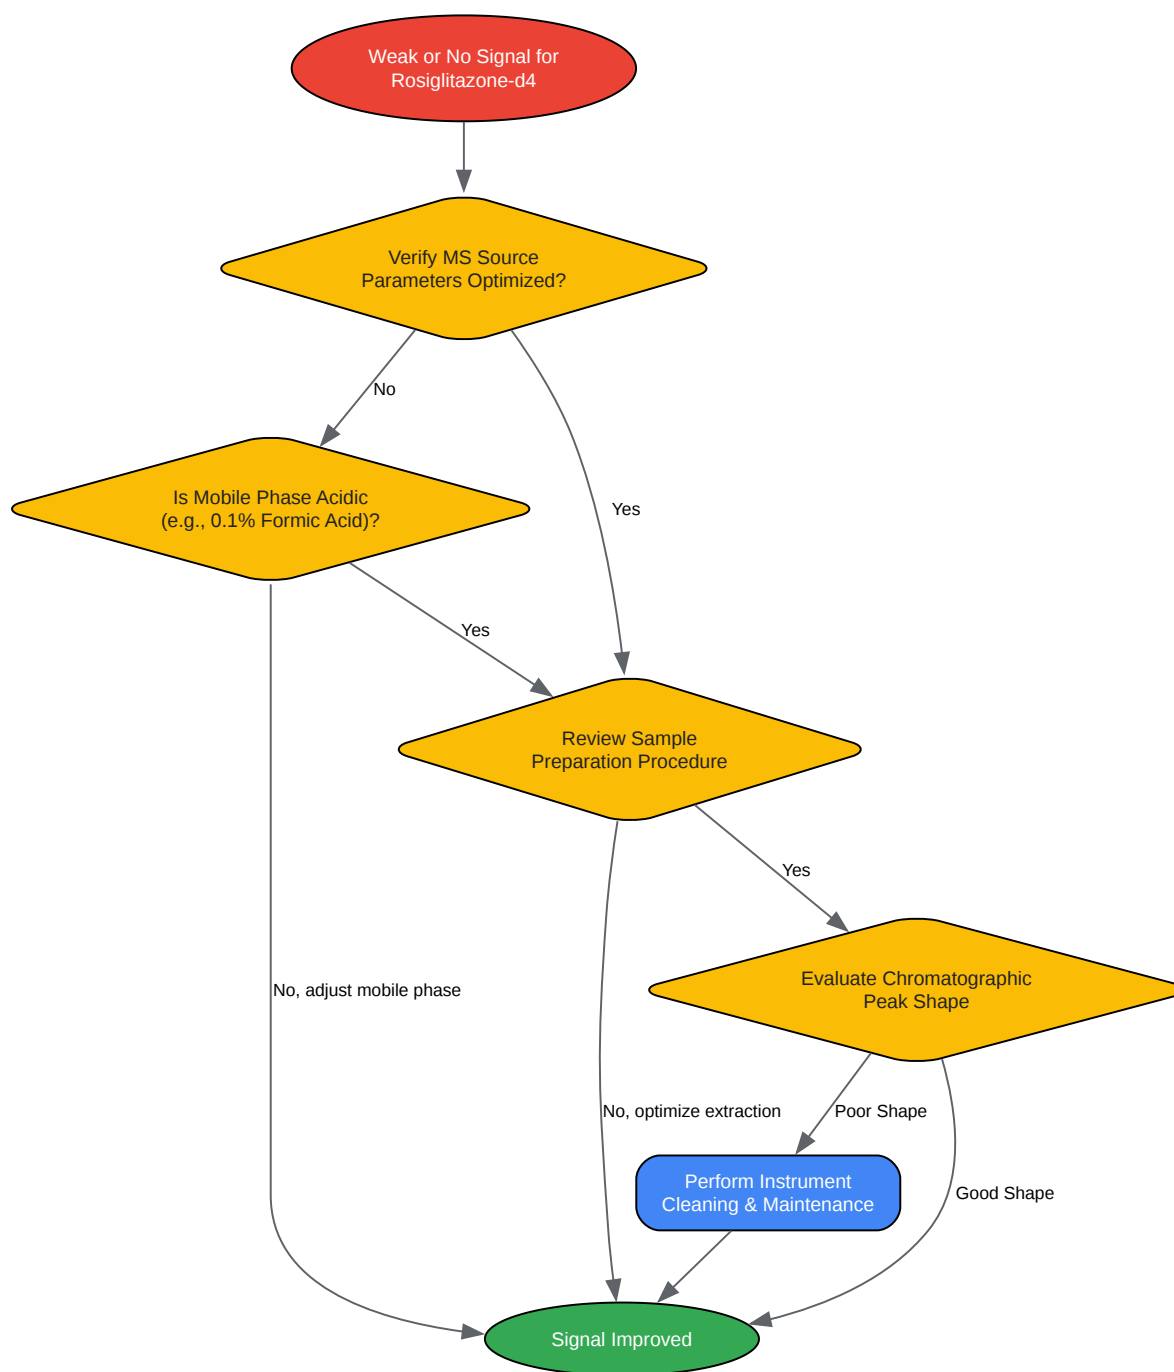 Weak or No Signal for
Rosiglitazone-d4
Verify MS Source
Parameters Optimized?
No
Is Mobile Phase Acidic
(e.g., 0.1% Formic Acid)?
Yes
Yes
Review Sample
Preparation Procedure
Yes
Evaluate Chromatographic
Peak Shape
No, adjust mobile phase
No, optimize extraction
Poor Shape
Perform Instrument
Cleaning & Maintenance
Good Shape
Signal Improved